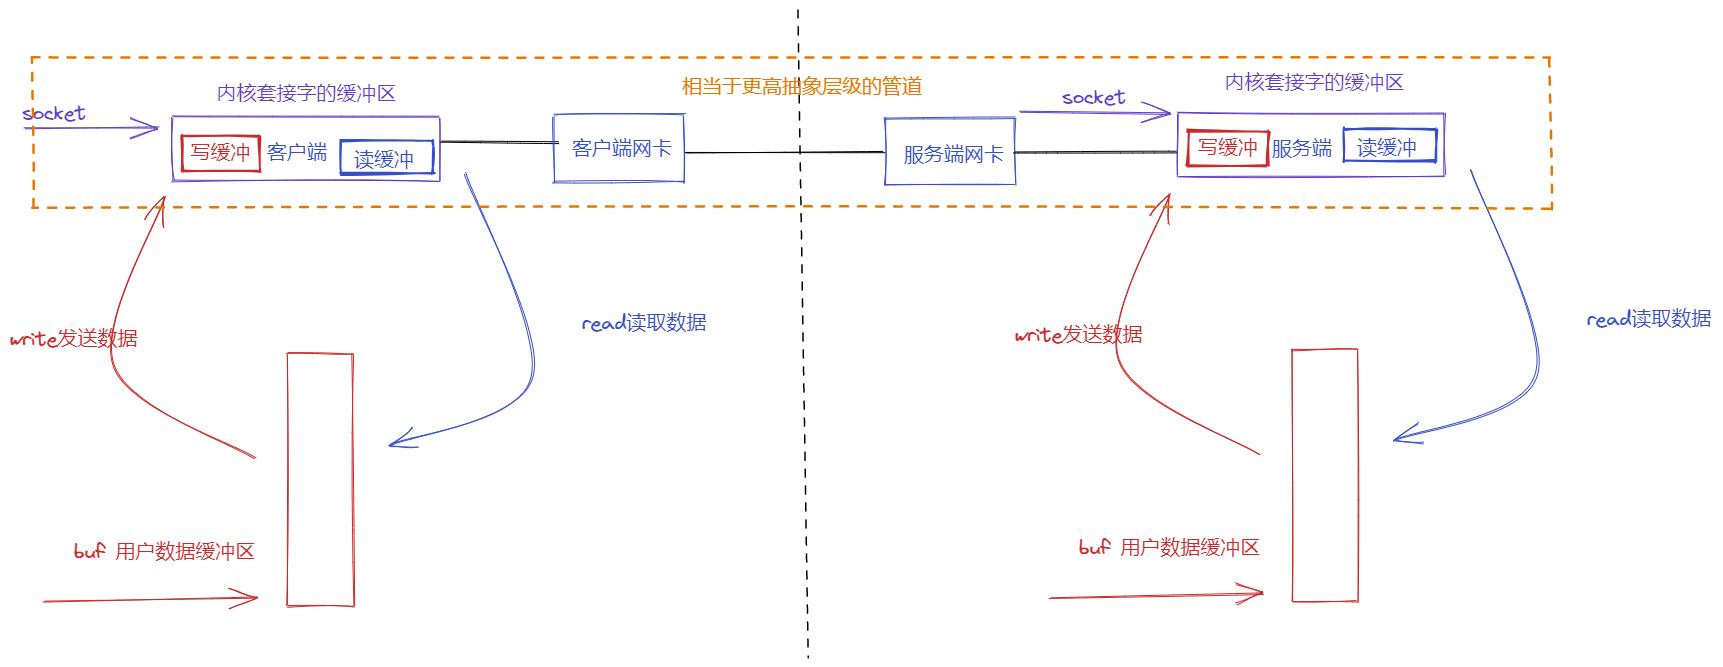 相当于更高抽象层级的管道
内核套接字的缓冲区
socket
写缓冲
客户端
读缓冲
客户端网卡
服务端网卡
socket
内核套接字的缓冲区
写缓冲
服务端
读缓冲
write发送数据
read读取数据
write发送数据
read读取数据
buf 用户数据缓冲区
buf 用户数据缓冲区